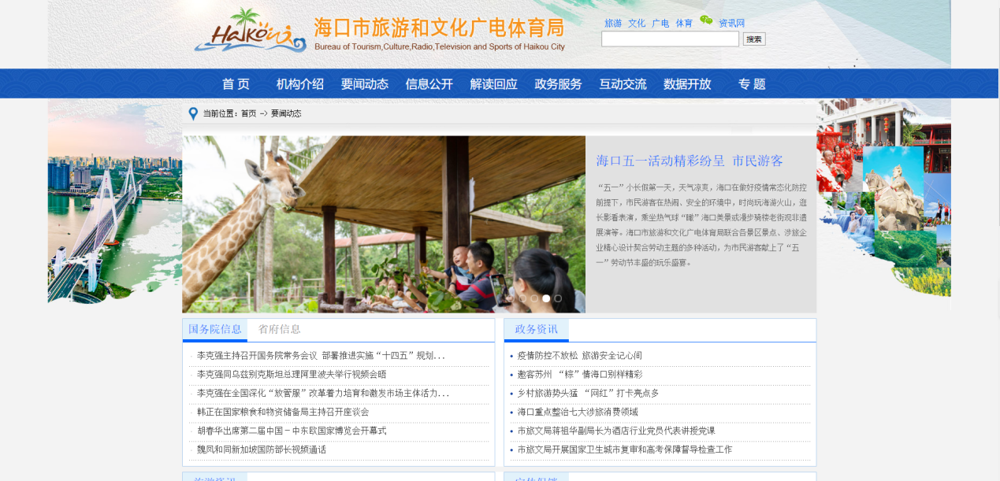 Haikou
海口市旅游和文化广电体育局
Bureau of Tourism,Culture,Radio,Television and Sports of Haikou City
旅游 文化 广电 体育 资讯网
搜索
首 页 机构介绍 要闻动态 信息公开 解读回应 政务服务 互动交流 数据开放 专 题
当前位置：首页 -> 要闻动态
海口五一活动精彩纷呈 市民游客
“五一”小长假第一天，天气凉爽，海口在做好疫情常态化防控
前提下，市民游客在热闹、安全的环境中，时尚玩海游火山，逛
长影看表演，乘坐热气球“瞰”海口美景或漫步骑楼老街观非遗
展演等。海口市旅游和文化广电体育局联合各景区景点、涉旅企
业精心设计契合劳动主题的多种活动，为市民游客献上了“五
一”劳动节丰盛的玩乐盛宴。
国务院信息 省府信息
李克强主持召开国务院常务会议 部署推进实施“十四五”规划...
李克强同乌兹别克斯坦总理阿里波夫举行视频会晤
李克强在全国深化“放管服”改革着力培育和激发市场主体活力...
韩正在国家粮食和物资储备局主持召开座谈会
胡春华出席第二届中国－中东欧国家博览会开幕式
魏凤和同新加坡国防部长视频通话
政务资讯
疫情防控不放松 旅游安全记心间
邀客苏州 “棕”情海口别样精彩
乡村旅游势头猛 “网红”打卡亮点多
海口重点整治七大涉旅消费领域
市旅文局蒋祖华副局长为酒店行业党员代表讲授党课
市旅文局开展国家卫生城市复审和高考保障督导检查工作